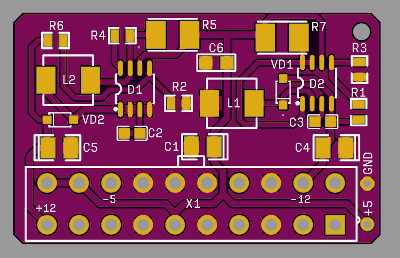 R6 R4 R5 R7
R3
C6
VD1
L2 D1 D2
R2 L1 R1
VD2 C3
C2
C5 C1 C4
GND
-5 -12
+12 X1 +5